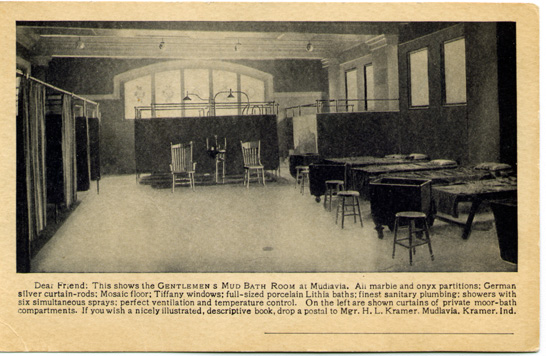 Dear Friend: This shows the GENTLEMEN'S MUD BATH ROOM at Mudlavia. All marble and onyx partitions; German
silver curtain-rods; Mosaic floor; Tiffany windows; full-sized porcelain Lithia baths; finest sanitary plumbing; showers with
six simultaneous sprays; perfect ventilation and temperature control. On the left are shown curtains of private moor-bath
compartments. If you wish a nicely illustrated, descriptive book, drop a postal to Mgr. H. L. Kramer, Mudlavia, Kramer, Ind.